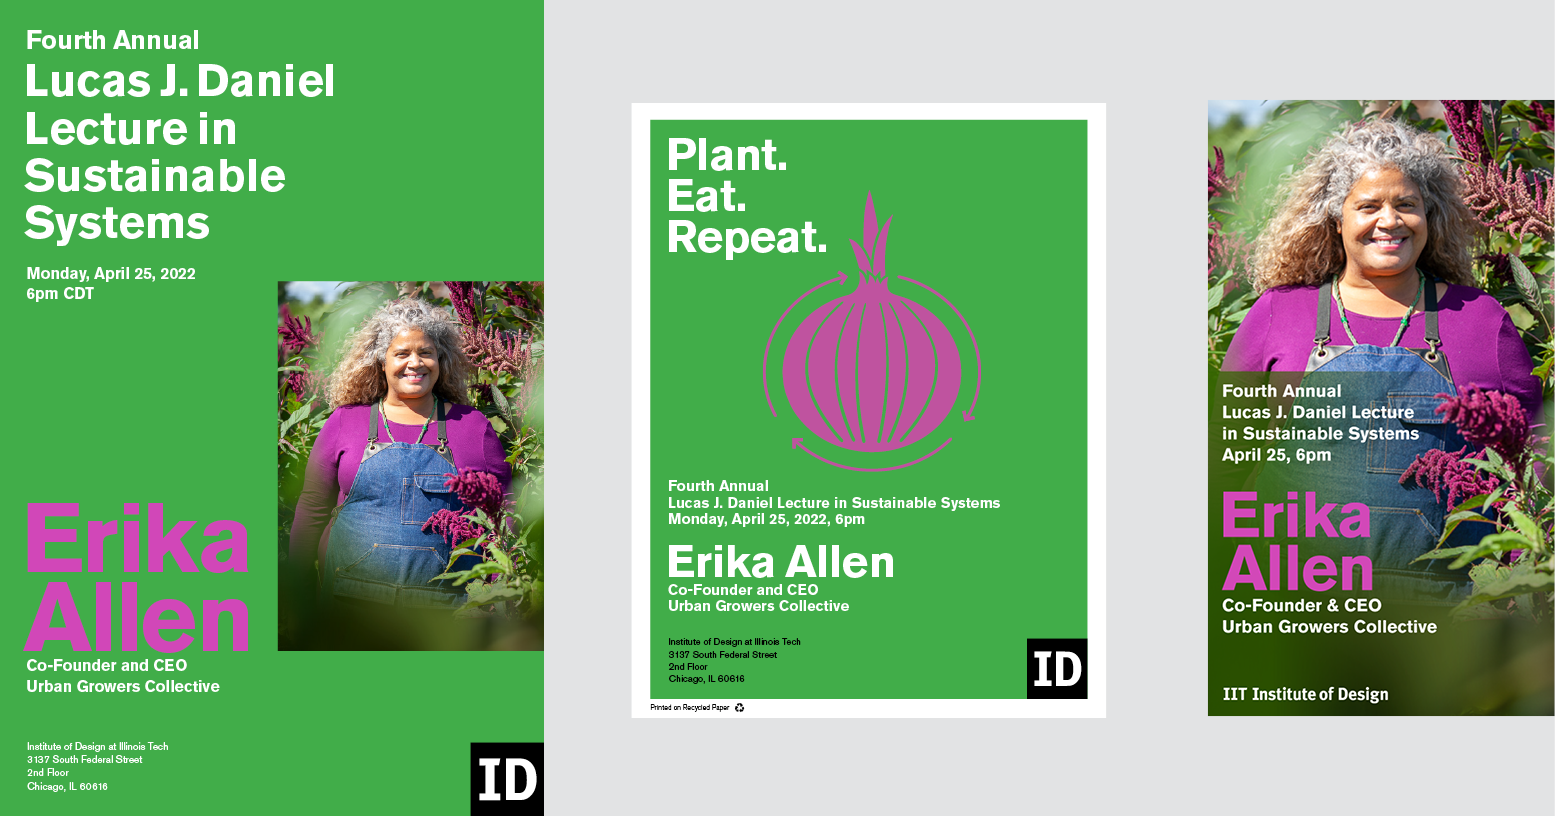 Fourth Annual
Lucas J. Daniel
Lecture in
Sustainable
Systems
Monday, April 25, 2022
6pm CDT
Erika
Allen
Co-Founder and CEO
Urban Growers Collective
Institute of Design at Illinois Tech
3137 South Federal Street
2nd Floor
Chicago, IL 60616
ID
Plant.
Eat.
Repeat.
Fourth Annual
Lucas J. Daniel Lecture in Sustainable Systems
Monday, April 25, 2022, 6pm
Erika Allen
Co-Founder and CEO
Urban Growers Collective
Institute of Design at Illinois Tech
3137 South Federal Street
2nd Floor
Chicago, IL 60616
ID
Printed on Recycled Paper
Fourth Annual
Lucas J. Daniel Lecture
in Sustainable Systems
April 25, 6pm
Erika
Allen
Co-Founder & CEO
Urban Growers Collective
IIT Institute of Design